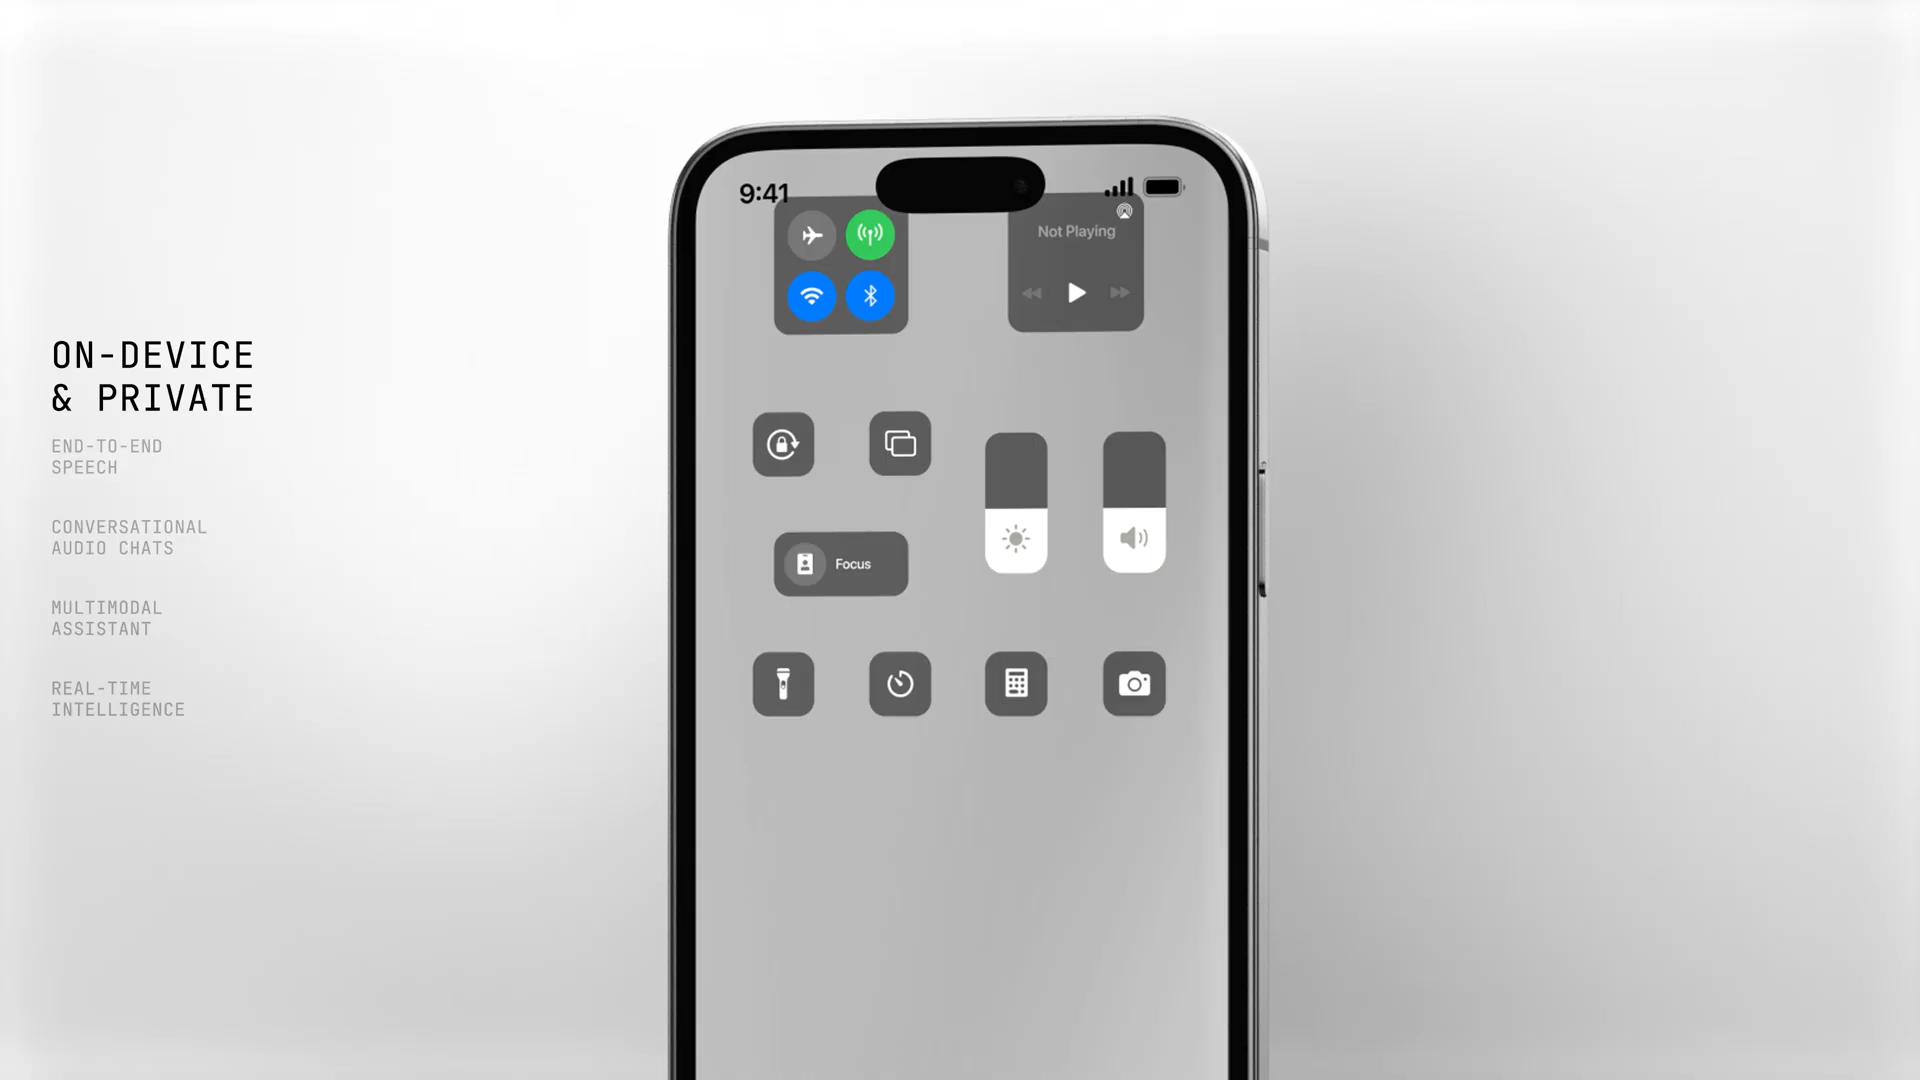 ON-DEVICE
& PRIVATE
END-TO-END
SPEECH
CONVERSATIONAL
AUDIO CHATS
MULTIMODAL
ASSISTANT
REAL-TIME
INTELLIGENCE
9:41
Not Playing
Focus